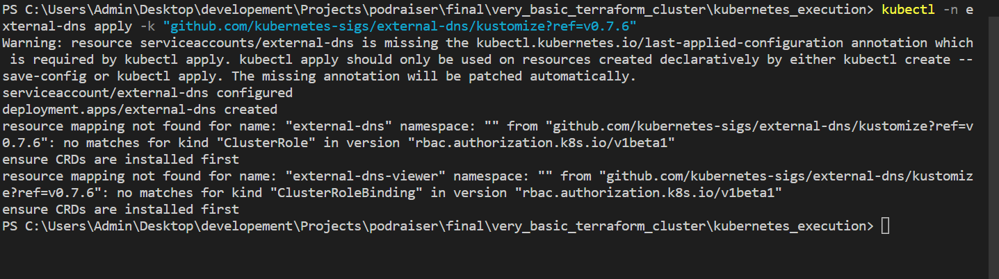 PS C:\Users\Admin\Desktop\developement\Projects\podraiser\final\very_basic_terraform_cluster\kubernetes_execution> kubectl -n e
xternal-dns apply -k "github.com/kubernetes-sigs/external-dns/kustomize?ref=v0.7.6"
Warning: resource serviceaccounts/external-dns is missing the kubectl.kubernetes.io/last-applied-configuration annotation which
 is required by kubectl apply. kubectl apply should only be used on resources created declaratively by either kubectl create --
save-config or kubectl apply. The missing annotation will be patched automatically.
serviceaccount/external-dns configured
deployment.apps/external-dns created
resource mapping not found for name: "external-dns" namespace: "" from "github.com/kubernetes-sigs/external-dns/kustomize?ref=v
0.7.6": no matches for kind "ClusterRole" in version "rbac.authorization.k8s.io/v1beta1"
ensure CRDs are installed first
resource mapping not found for name: "external-dns-viewer" namespace: "" from "github.com/kubernetes-sigs/external-dns/kustomiz
e?ref=v0.7.6": no matches for kind "ClusterRoleBinding" in version "rbac.authorization.k8s.io/v1beta1"
ensure CRDs are installed first
PS C:\Users\Admin\Desktop\developement\Projects\podraiser\final\very_basic_terraform_cluster\kubernetes_execution>